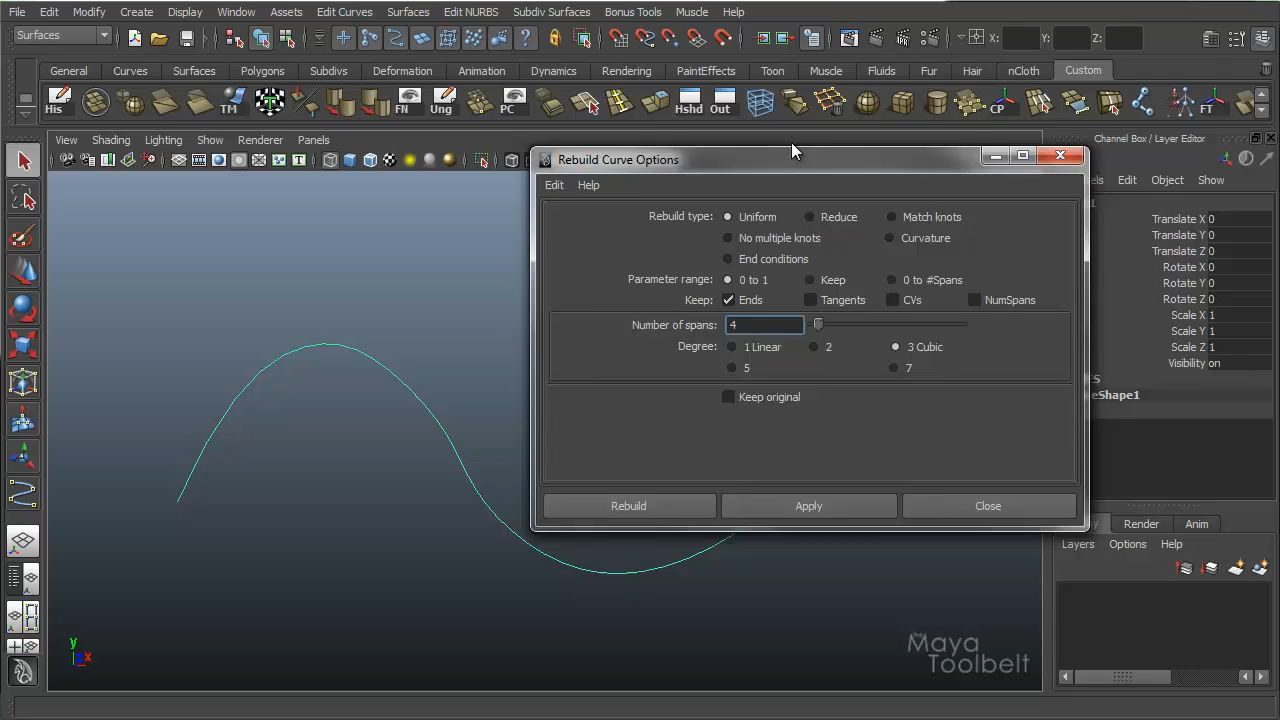 File Edit Modify Create Display Window Assets Edit Curves Surfaces Edit NURBS Subdiv Surfaces Bonus Tools Muscle Help
Surfaces X: Y: Z:
General Curves Surfaces Polygons Subdivs Deformation Animation Dynamics Rendering PaintEffects Toon Muscle Fluids Fur Hair nCloth Custom
His TM FN Ung PC Hshd Out CP FT
View Shading Lighting Show Renderer Panels
Channel Box / Layer Editor
Rebuild Curve Options
Edit Help
els Edit Object Show
Rebuild type: Uniform Reduce Match knots
No multiple knots Curvature
End conditions
Parameter range: 0 to 1 Keep 0 to #Spans
Keep: Ends Tangents CVs NumSpans
Number of spans: 4
Degree: 1 Linear 2 3 Cubic
5 7
Keep original
Rebuild Apply Close
1
Translate X 0
Translate Y 0
Translate Z 0
Rotate X 0
Rotate Y 0
Rotate Z 0
Scale X 1
Scale Y 1
Scale Z 1
Visibility on
ES
eShape1
y Render Anim
Layers Options Help
y
z x
The Maya
Toolbelt